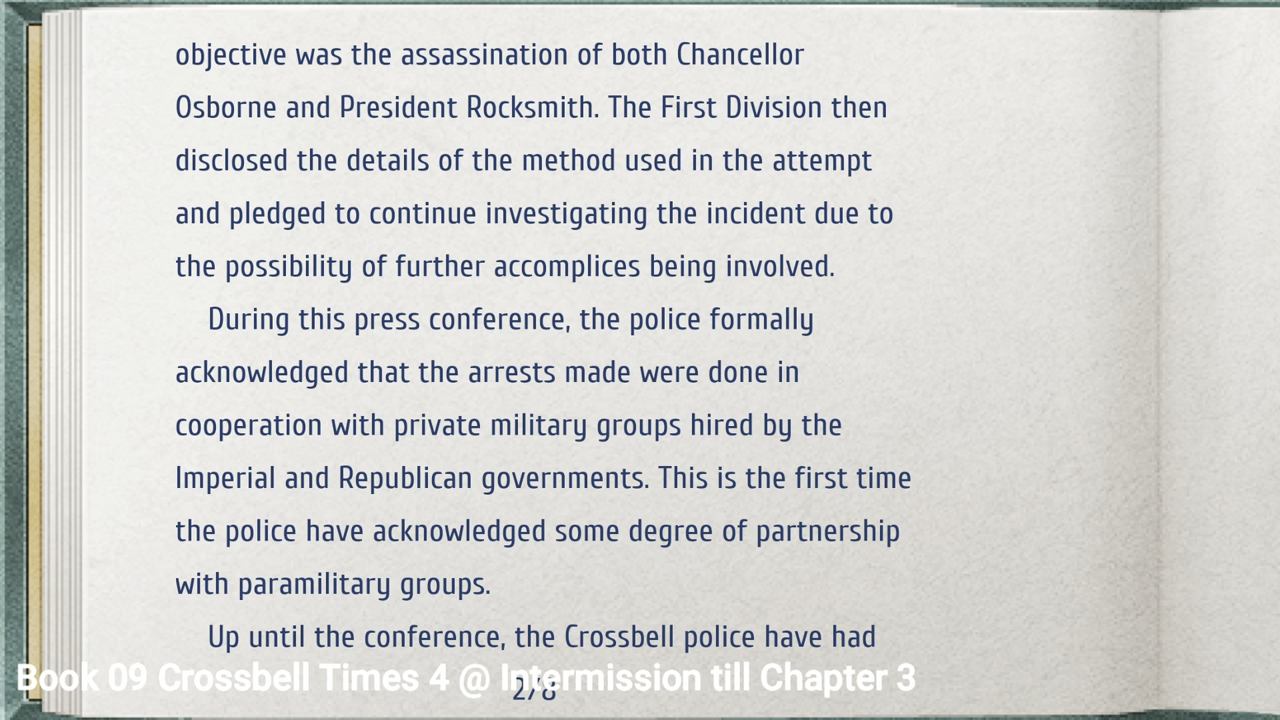 objective was the assassination of both Chancellor
Osborne and President Rocksmith. The First Division then
disclosed the details of the method used in the attempt
and pledged to continue investigating the incident due to
the possibility of further accomplices being involved.
During this press conference, the police formally
acknowledged that the arrests made were done in
cooperation with private military groups hired by the
Imperial and Republican governments. This is the first time
the police have acknowledged some degree of partnership
with paramilitary groups.
Up until the conference, the Crossbell police have had
Book 09 Crossbell Times 4 @ Intermission till Chapter 3
2/8